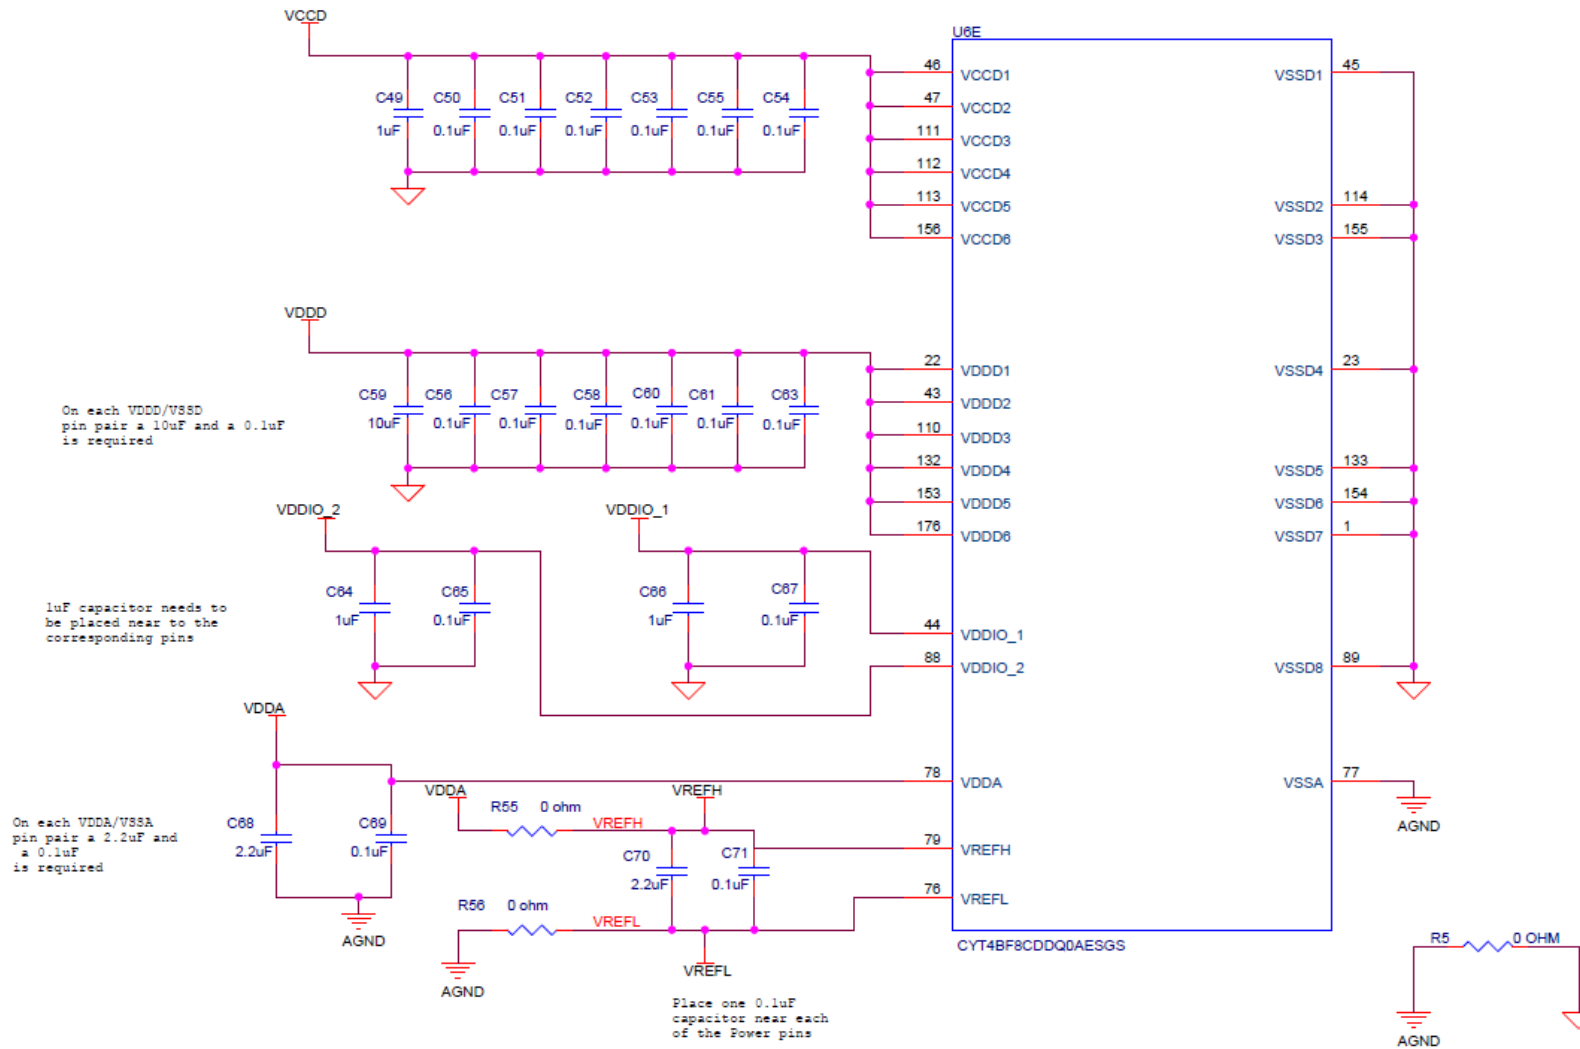 VCCD
U6E
C49 C50 C51 C52 C53 C55 C54
1uF 0.1uF 0.1uF 0.1uF 0.1uF 0.1uF 0.1uF
46 VCCD1 VSSD1 45
47 VCCD2
111 VCCD3
112 VCCD4
113 VCCD5 VSSD2 114
156 VCCD6 VSSD3 155
VDDD
22 VDDD1 VSSD4 23
C59 C56 C57 C58 C60 C61 C63
10uF 0.1uF 0.1uF 0.1uF 0.1uF 0.1uF 0.1uF
43 VDDD2
110 VDDD3
132 VDDD4 VSSD5 133
153 VDDD5 VSSD6 154
176 VDDD6 VSSD7 1
On each VDDD/VSSD
pin pair a 10uF and a 0.1uF
is required
VDDIO_2 VDDIO_1
C64 C65 C66 C67
1uF 0.1uF 1uF 0.1uF
1uF capacitor needs to
be placed near to the
corresponding pins
44 VDDIO_1
88 VDDIO_2 VSSD8 89
VDDA
78 VDDA VSSA 77
AGND
C68 C69
2.2uF 0.1uF
On each VDDA/VSSA
pin pair a 2.2uF and
a 0.1uF
is required
AGND
VDDA VREFH
R55 0 ohm
VREFH
C70 C71
2.2uF 0.1uF
79 VREFH
76 VREFL
R56 0 ohm
VREFL
AGND
VREFL
CYT4BF8CDDQ0AESGS
Place one 0.1uF
capacitor near each
of the Power pins
R5 0 OHM
AGND